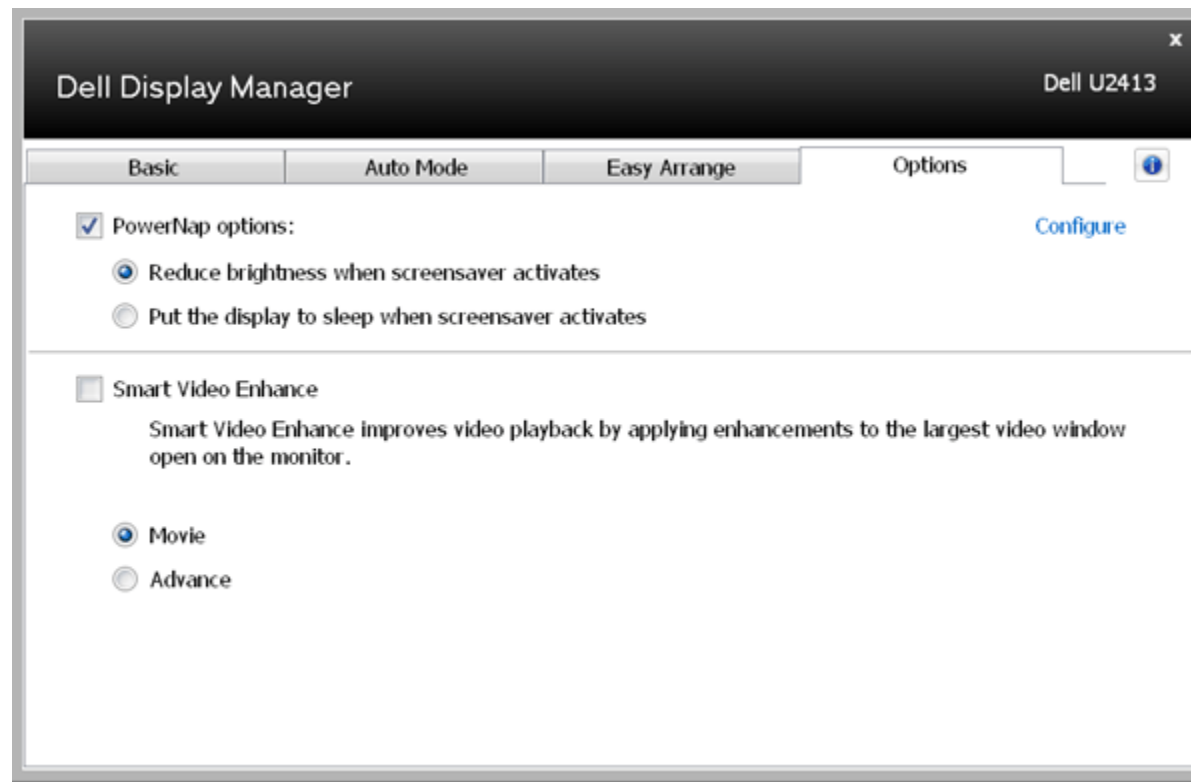 x
Dell Display Manager
Dell U2413
Basic
Auto Mode
Easy Arrange
Options
PowerNap options:
Configure
Reduce brightness when screensaver activates
Put the display to sleep when screensaver activates
Smart Video Enhance
Smart Video Enhance improves video playback by applying enhancements to the largest video window
open on the monitor.
Movie
Advance